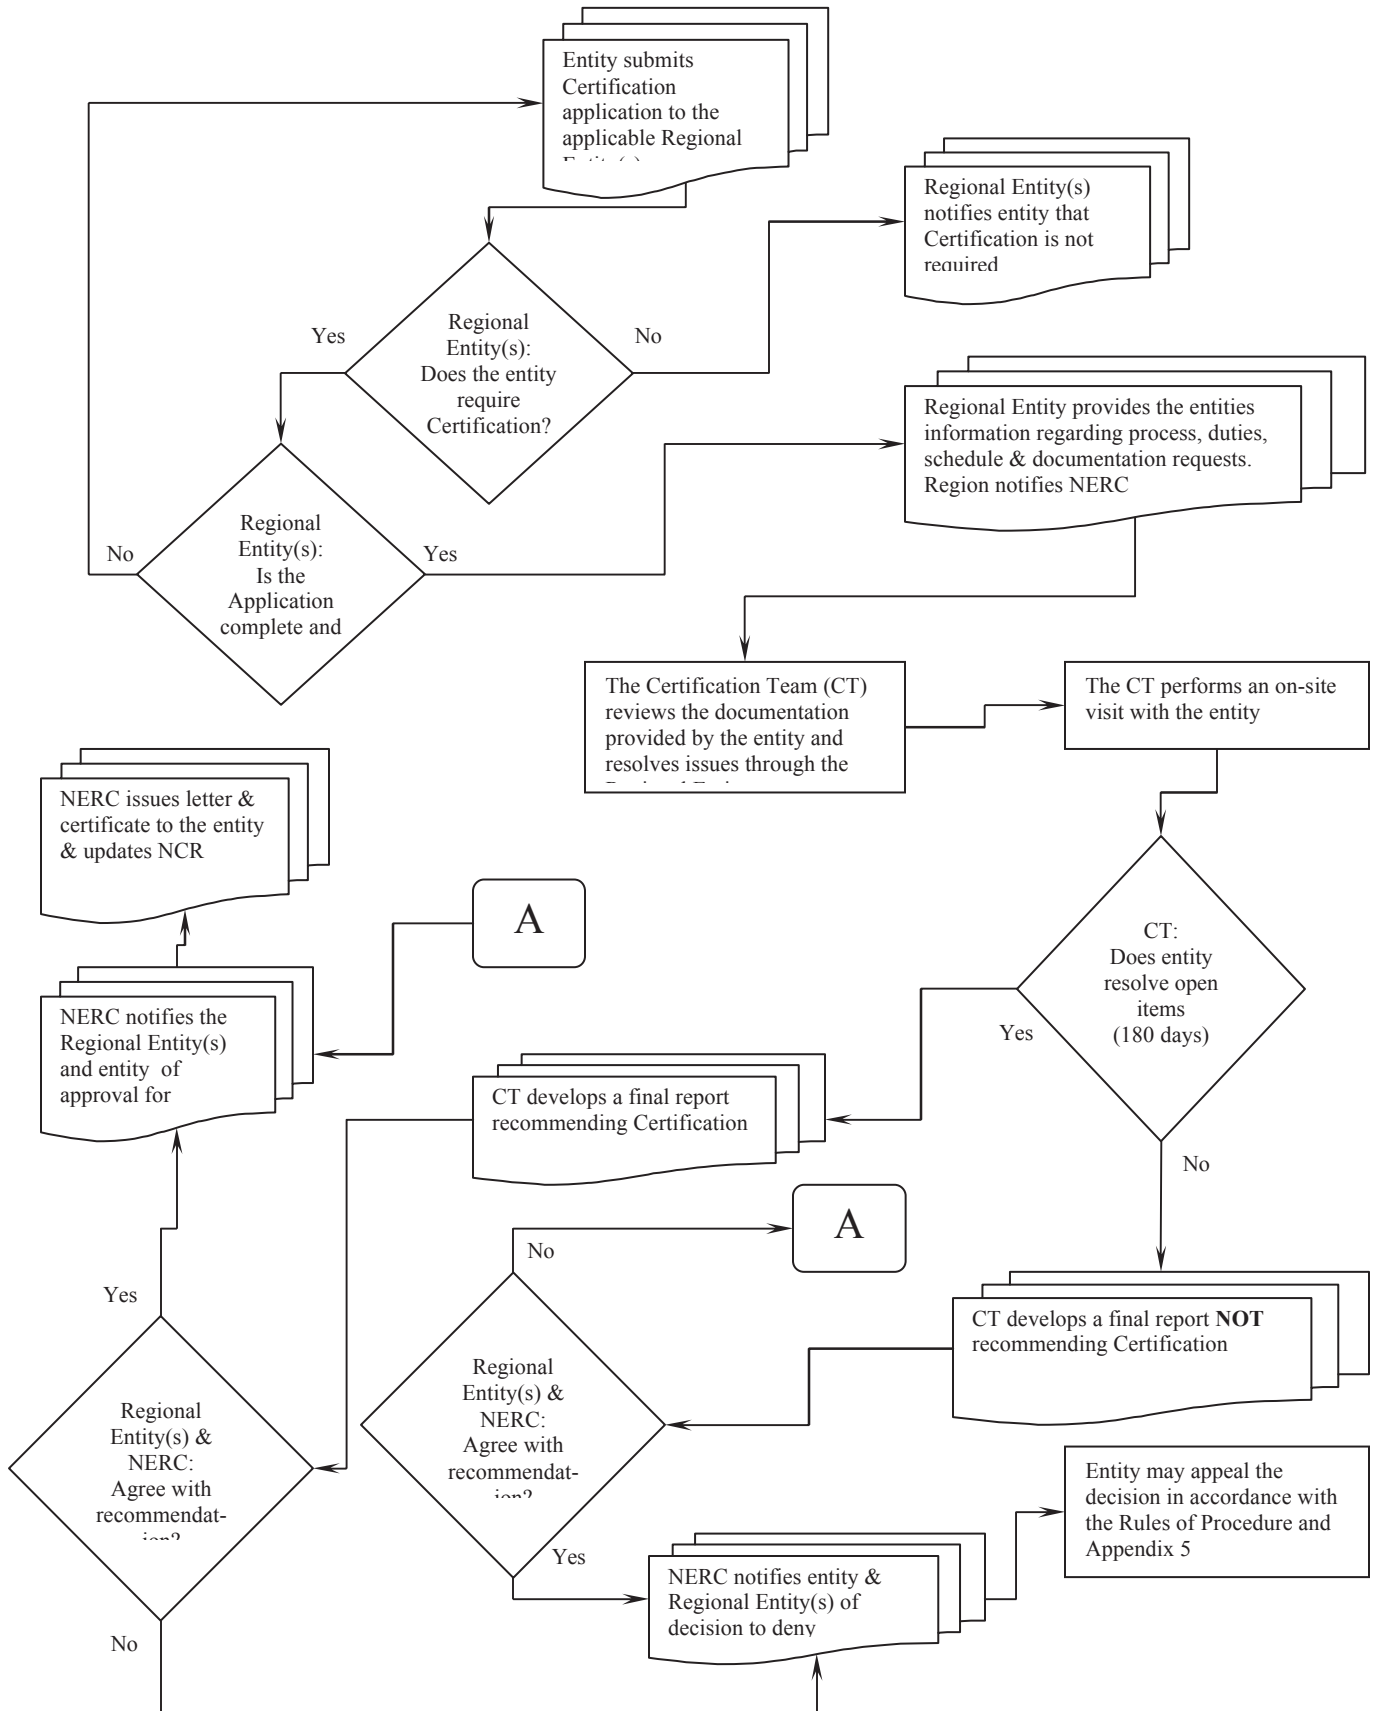 Entity submits
Certification
application to the
applicable Regional
Regional Entity(s)
notifies entity that
Certification is not
required
Yes
Regional
Entity(s):
Does the entity
require
Certification?
No
Regional Entity provides the entities
information regarding process, duties,
schedule & documentation requests.
Region notifies NERC
No
Regional
Entity(s):
Is the
Application
complete and
Yes
The Certification Team (CT)
reviews the documentation
provided by the entity and
resolves issues through the
The CT performs an on-site
visit with the entity
NERC issues letter &
certificate to the entity
& updates NCR
A
CT:
Does entity
resolve open
items
(180 days)
Yes
No
NERC notifies the
Regional Entity(s)
and entity of
approval for
CT develops a final report
recommending Certification
A
No
Yes
CT develops a final report NOT
recommending Certification
Regional
Entity(s) &
NERC:
Agree with
recommendat-
ion?
Regional
Entity(s) &
NERC:
Agree with
recommendat-
ion?
Entity may appeal the
decision in accordance with
the Rules of Procedure and
Appendix 5
Yes
NERC notifies entity &
Regional Entity(s) of
decision to deny
No